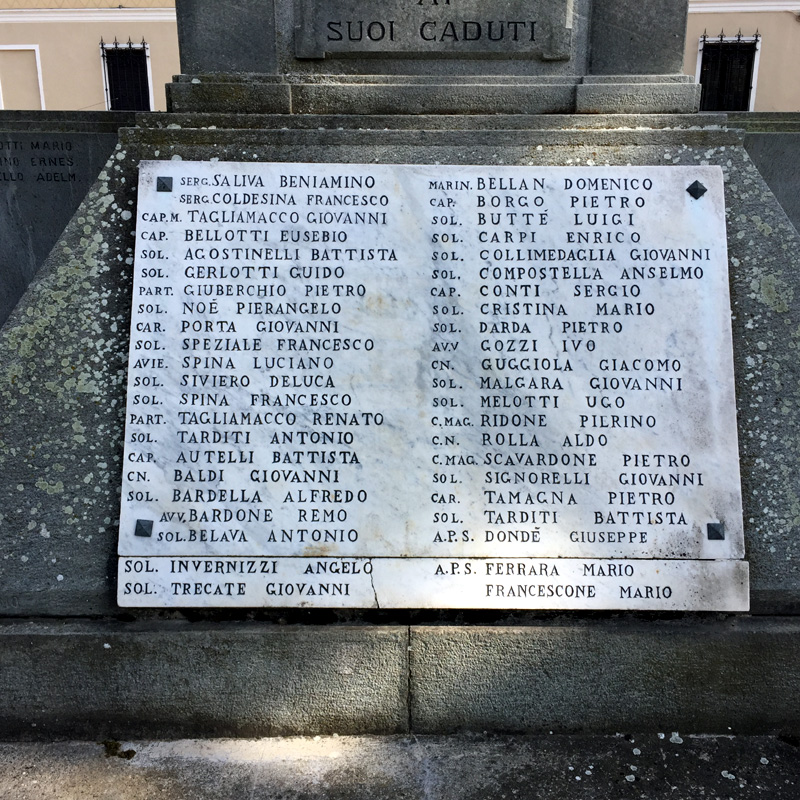 AI
SUOI CADUTI
OTTI MARIO
ERNES
LLO ADELM.
SERG. SALIVA BENIAMINO
SERG. COLDESINA FRANCESCO
CAP.M. TAGLIAMACCO GIOVANNI
CAP. BELLOTTI EUSEBIO
SOL. AGOSTINELLI BATTISTA
SOL. GERLOTTI GUIDO
PART. GIUBERCHIO PIETRO
SOL. NOÉ PIERANGELO
CAR. PORTA GIOVANNI
SOL. SPEZIALE FRANCESCO
AVIE. SPINA LUCIANO
SOL. SIVIERO DELUCA
SOL. SPINA FRANCESCO
PART. TAGLIAMACCO RENATO
SOL. TARDITI ANTONIO
CAP. AUTELLI BATTISTA
CN. BALDI GIOVANNI
SOL. BARDELLA ALFREDO
AVV. BARDONE REMO
SOL. BELAVA ANTONIO
MARIN. BELLAN DOMENICO
CAP. BORGO PIETRO
SOL. BUTTÉ LUIGI
SOL. CARPI ENRICO
SOL. COLLIMEDAGLIA GIOVANNI
SOL. COMPOSTELLA ANSELMO
CAP. CONTI SERGIO
SOL. CRISTINA MARIO
SOL. DARDA PIETRO
AV.V GOZZI IVO
CN. GUGGIOLA GIACOMO
SOL. MALGARA GIOVANNI
SOL. MELOTTI UGO
C.MAG. RIDONE PILRINO
C.N. ROLLA ALDO
C.MAG. SCAVARDONE PIETRO
SOL. SIGNORELLI GIOVANNI
CAR. TAMAGNA PIETRO
SOL. TARDITI BATTISTA
A.P.S. DONDÉ GIUSEPPE
SOL. INVERNIZZI ANGELO
SOL. TRECATE GIOVANNI
A.P.S. FERRARA MARIO
FRANCESCONE MARIO